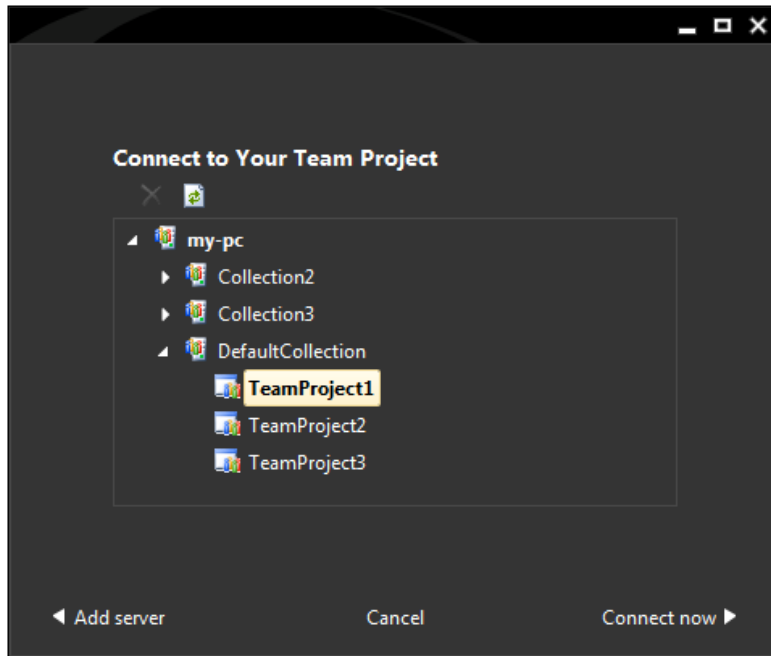 Connect to Your Team Project
my-pc
Collection2
Collection3
DefaultCollection
TeamProject1
TeamProject2
TeamProject3
Add server Cancel Connect now